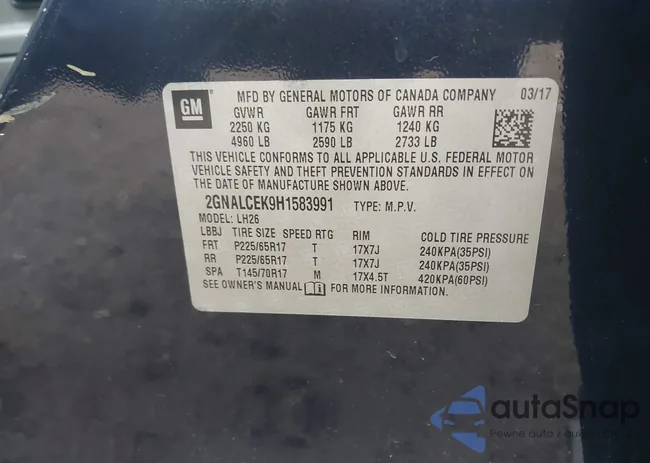 GM
MFD BY GENERAL MOTORS OF CANADA COMPANY 03/17
GVWR GAWR FRT GAWR RR
2250 KG 1175 KG 1240 KG
4960 LB 2590 LB 2733 LB
THIS VEHICLE CONFORMS TO ALL APPLICABLE U.S. FEDERAL MOTOR
VEHICLE SAFETY AND THEFT PREVENTION STANDARDS IN EFFECT ON THE
DATE OF MANUFACTURE SHOWN ABOVE.
2GNALCEK9H1583991 TYPE: M.P.V.
MODEL: LH26
LBBJ TIRE SIZE SPEED RTG RIM COLD TIRE PRESSURE
FRT P225/65R17 T 17X7J 240KPA(35PSI)
RR P225/65R17 T 17X7J 240KPA(35PSI)
SPA T145/70R17 M 17X4.5T 420KPA(60PSI)
SEE OWNER'S MANUAL FOR MORE INFORMATION.
autoSnap
Pewne auta z aukcji